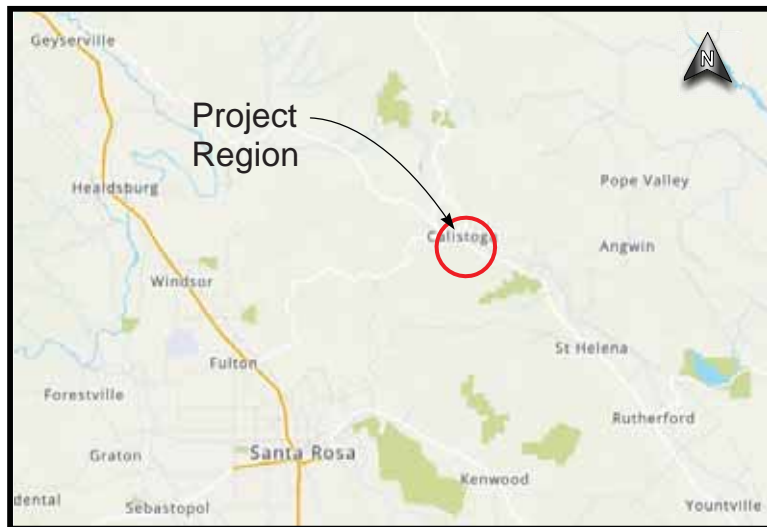 Geyserville
N
Project
Region
Healdsburg
Pope Valley
Calistoga
Angwin
Windsor
St Helena
Fulton
Forestville
Rutherford
Graton
Santa Rosa
Kenwood
dental
Sebastopol
Yountville